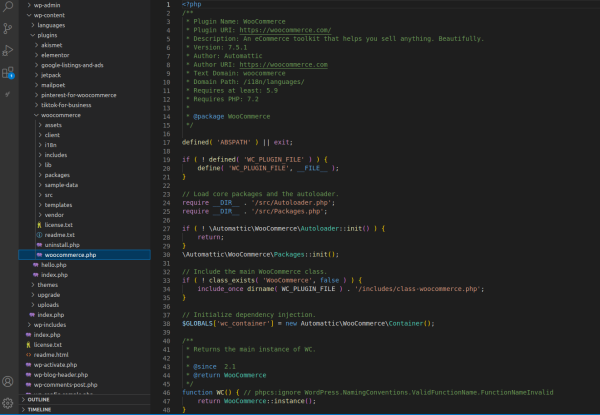 wp-admin
wp-content
languages
plugins
akismet
elementor
google-listings-and-ads
jetpack
mailpoet
pinterest-for-woocommerce
tiktok-for-business
woocommerce
assets
client
i18n
includes
lib
packages
sample-data
src
templates
vendor
license.txt
readme.txt
uninstall.php
woocommerce.php
hello.php
index.php
themes
upgrade
uploads
index.php
wp-includes
index.php
license.txt
readme.html
wp-activate.php
wp-blog-header.php
wp-comments-post.php
OUTLINE
TIMELINE
1 <?php
2 /**
3 * Plugin Name: WooCommerce
4 * Plugin URI: https://woocommerce.com/
5 * Description: An eCommerce toolkit that helps you sell anything. Beautifully.
6 * Version: 7.5.1
7 * Author: Automattic
8 * Author URI: https://woocommerce.com
9 * Text Domain: woocommerce
10 * Domain Path: /i18n/languages/
11 * Requires at least: 5.9
12 * Requires PHP: 7.2
13 *
14 * @package WooCommerce
15 */
16
17 defined( 'ABSPATH' ) || exit;
18
19 if ( ! defined( 'WC_PLUGIN_FILE' ) ) {
20 define( 'WC_PLUGIN_FILE', __FILE__ );
21 }
22
23 // Load core packages and the autoloader.
24 require __DIR__ . '/src/Autoloader.php';
25 require __DIR__ . '/src/Packages.php';
26
27 if ( ! \Automattic\WooCommerce\Autoloader::init() ) {
28 return;
29 }
30 \Automattic\WooCommerce\Packages::init();
31
32 // Include the main WooCommerce class.
33 if ( ! class_exists( 'WooCommerce', false ) ) {
34 include_once dirname( WC_PLUGIN_FILE ) . '/includes/class-woocommerce.php';
35 }
36
37 // Initialize dependency injection.
38 $GLOBALS['wc_container'] = new Automattic\WooCommerce\Container();
39
40 /**
41 * Returns the main instance of WC.
42 *
43 * @since 2.1
44 * @return WooCommerce
45 */
46 function WC() { // phpcs:ignore WordPress.NamingConventions.ValidFunctionName.FunctionNameInvalid
47 return WooCommerce::instance();
48 }